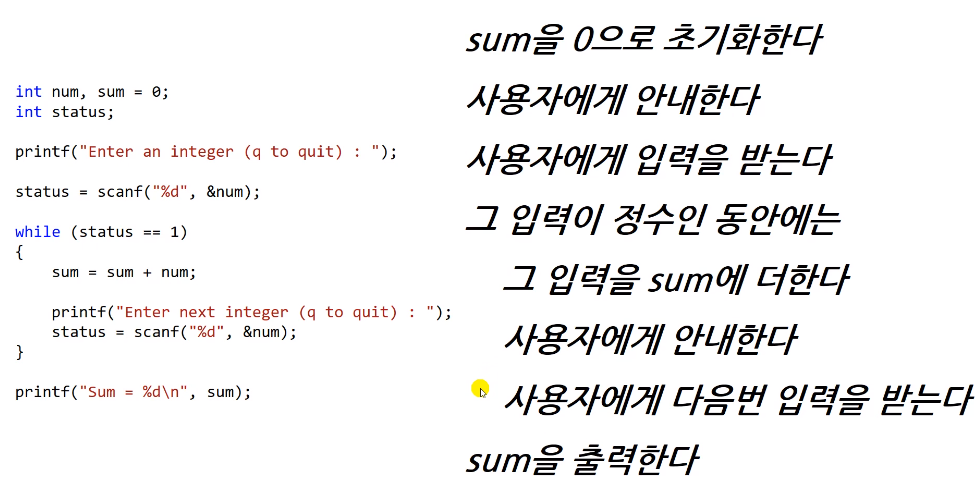 int num, sum = 0;
int status;
printf("Enter an integer (q to quit) : ");
status = scanf("%d", &num);
while (status == 1)
{
sum = sum + num;
printf("Enter next integer (q to quit) : ");
status = scanf("%d", &num);
}
printf("Sum = %d\n", sum);
sum을 0으로 초기화한다
사용자에게 안내한다
사용자에게 입력을 받는다
그 입력이 정수인 동안에는
그 입력을 sum에 더한다
사용자에게 안내한다
사용자에게 다음번 입력을 받는다
sum을 출력한다